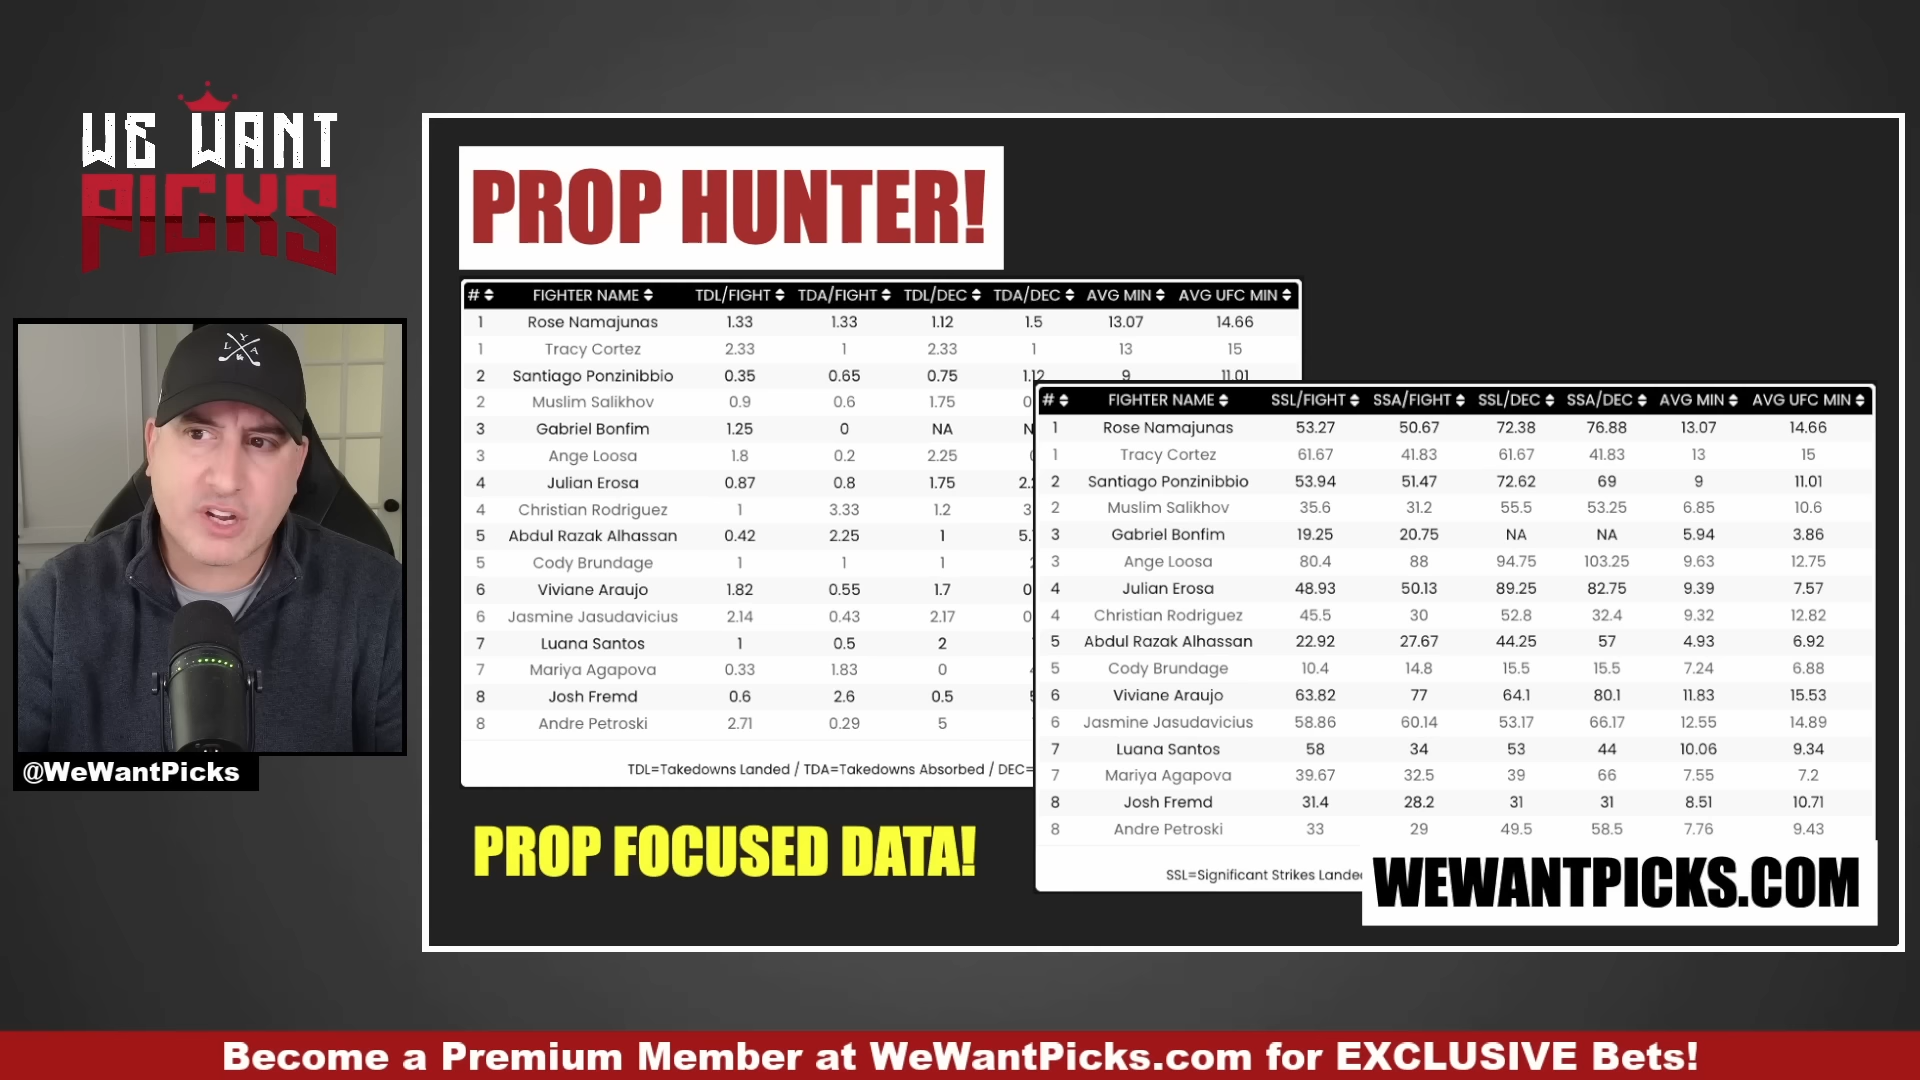 WE WANT
PICKS
L Y A
@WeWantPicks
PROP HUNTER!
# FIGHTER NAME TDL/FIGHT TDA/FIGHT TDL/DEC TDA/DEC AVG MIN AVG UFC MIN
1 Rose Namajunas 1.33 1.33 1.12 1.5 13.07 14.66
1 Tracy Cortez 2.33 1 2.33 1 13 15
2 Santiago Ponzinibbio 0.35 0.65 0.75 1.12 9 11.01
2 Muslim Salikhov 0.9 0.6 1.75
3 Gabriel Bonfim 1.25 0 NA
3 Ange Loosa 1.8 0.2 2.25
4 Julian Erosa 0.87 0.8 1.75
4 Christian Rodriguez 1 3.33 1.2
5 Abdul Razak Alhassan 0.42 2.25 1
5 Cody Brundage 1 1 1
6 Viviane Araujo 1.82 0.55 1.7
6 Jasmine Jasudavicius 2.14 0.43 2.17
7 Luana Santos 1 0.5 2
7 Mariya Agapova 0.33 1.83 0
8 Josh Fremd 0.6 2.6 0.5
8 Andre Petroski 2.71 0.29 5
TDL=Takedowns Landed / TDA=Takedowns Absorbed / DEC=
# FIGHTER NAME SSL/FIGHT SSA/FIGHT SSL/DEC SSA/DEC AVG MIN AVG UFC MIN
1 Rose Namajunas 53.27 50.67 72.38 76.88 13.07 14.66
1 Tracy Cortez 61.67 41.83 61.67 41.83 13 15
2 Santiago Ponzinibbio 53.94 51.47 72.62 69 9 11.01
2 Muslim Salikhov 35.6 31.2 55.5 53.25 6.85 10.6
3 Gabriel Bonfim 19.25 20.75 NA NA 5.94 3.86
3 Ange Loosa 80.4 88 94.75 103.25 9.63 12.75
4 Julian Erosa 48.93 50.13 89.25 82.75 9.39 7.57
4 Christian Rodriguez 45.5 30 52.8 32.4 9.32 12.82
5 Abdul Razak Alhassan 22.92 27.67 44.25 57 4.93 6.92
5 Cody Brundage 10.4 14.8 15.5 15.5 7.24 6.88
6 Viviane Araujo 63.82 77 64.1 80.1 11.83 15.53
6 Jasmine Jasudavicius 58.86 60.14 53.17 66.17 12.55 14.89
7 Luana Santos 58 34 53 44 10.06 9.34
7 Mariya Agapova 39.67 32.5 39 66 7.55 7.2
8 Josh Fremd 31.4 28.2 31 31 8.51 10.71
8 Andre Petroski 33 29 49.5 58.5 7.76 9.43
SSL=Significant Strikes Lande
PROP FOCUSED DATA!
WEWANTPICKS.COM
Become a Premium Member at WeWantPicks.com for EXCLUSIVE Bets!